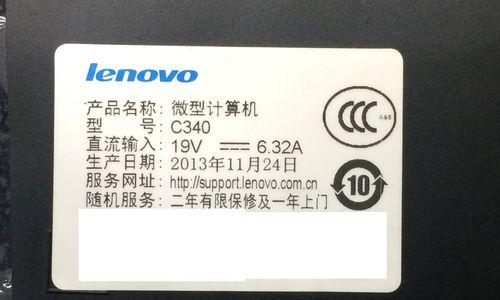 lenovo
产品名称: 微型计算机
型 号: C340
直流输入: 19V ⎓ 6.32A
生产日期: 2013年11月24日
服务网址: http://support.lenovo.com.cn
随机服务: 二年有限保修及一年上门
CCC
10